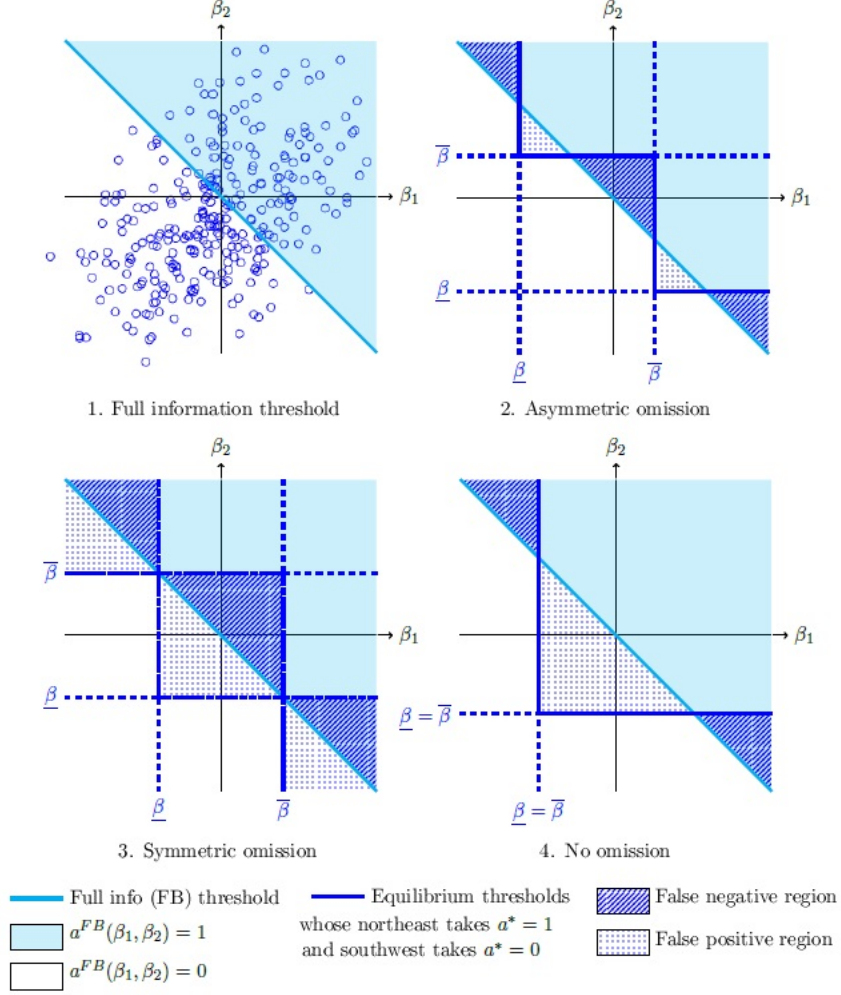 β₂
β₁
1. Full information threshold
β₂
β̅
β₁
β̲
β̲
β̅
2. Asymmetric omission
β₂
β̅
β₁
β̲
β̲
β̅
3. Symmetric omission
β₂
β₁
β̲ = β̅
β̲ = β̅
4. No omission
Full info (FB) threshold
a^{FB}(β₁, β₂) = 1
a^{FB}(β₁, β₂) = 0
Equilibrium thresholds
whose northeast takes a* = 1
and southwest takes a* = 0
False negative region
False positive region